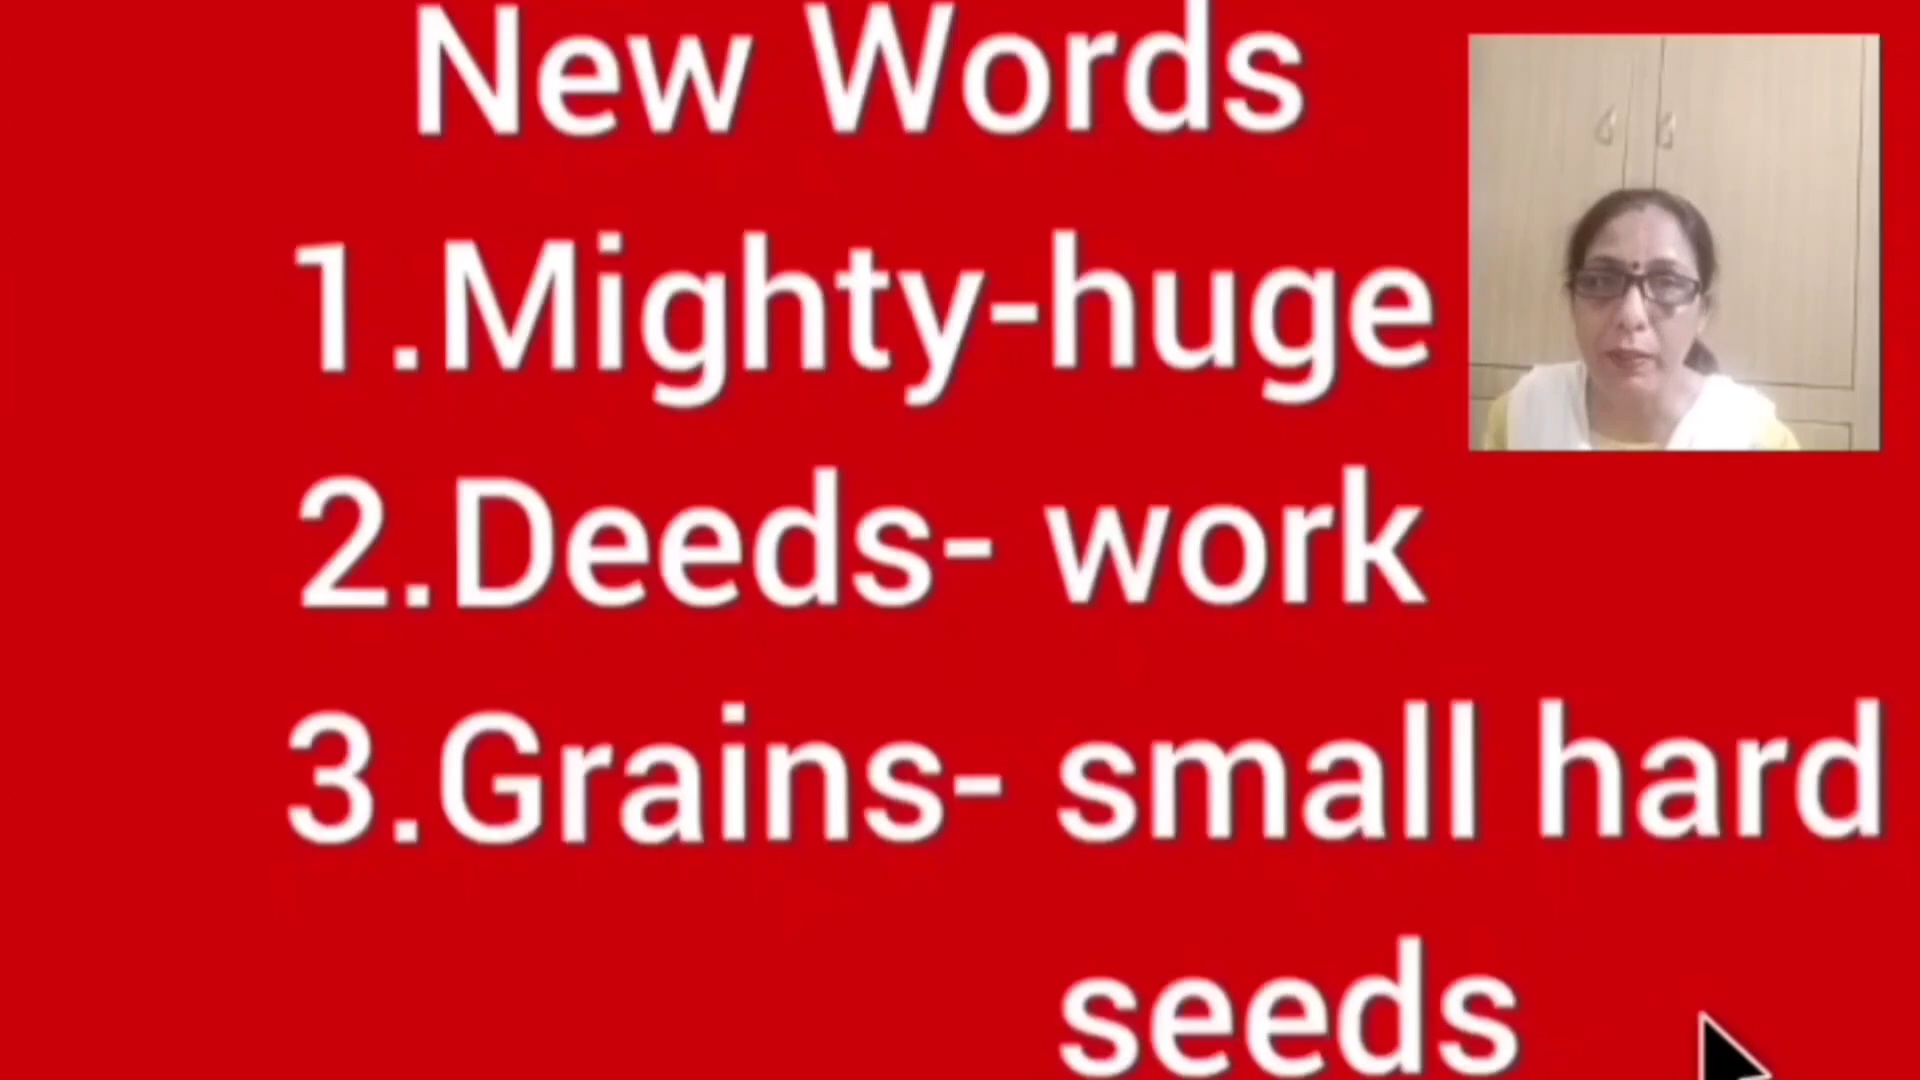 New Words
1.Mighty-huge
2.Deeds- work
3.Grains- small hard
seeds